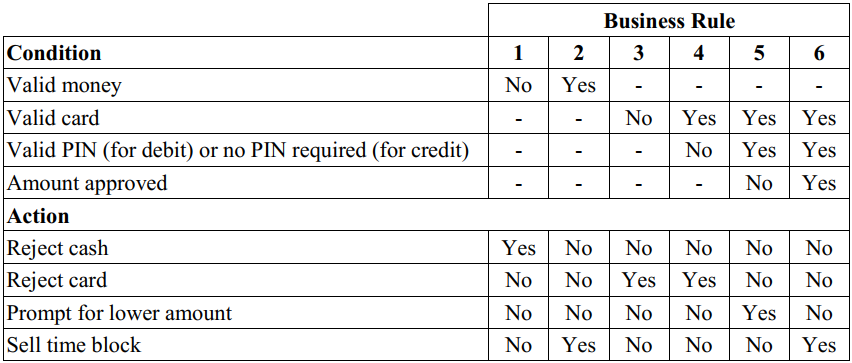 Business Rule
Condition 1 2 3 4 5 6
Valid money No Yes - - - -
Valid card - - No Yes Yes Yes
Valid PIN (for debit) or no PIN required (for credit) - - - No Yes Yes
Amount approved - - - - No Yes
Action
Reject cash Yes No No No No No
Reject card No No Yes Yes No No
Prompt for lower amount No No No No Yes No
Sell time block No Yes No No No Yes